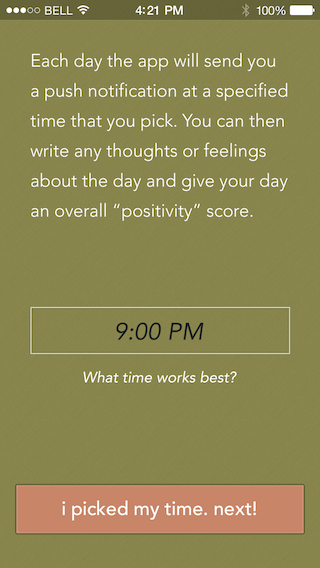 BELL 4:21 PM 100%
Each day the app will send you
a push notification at a specified
time that you pick. You can then
write any thoughts or feelings
about the day and give your day
an overall “positivity” score.
9:00 PM
What time works best?
i picked my time. next!